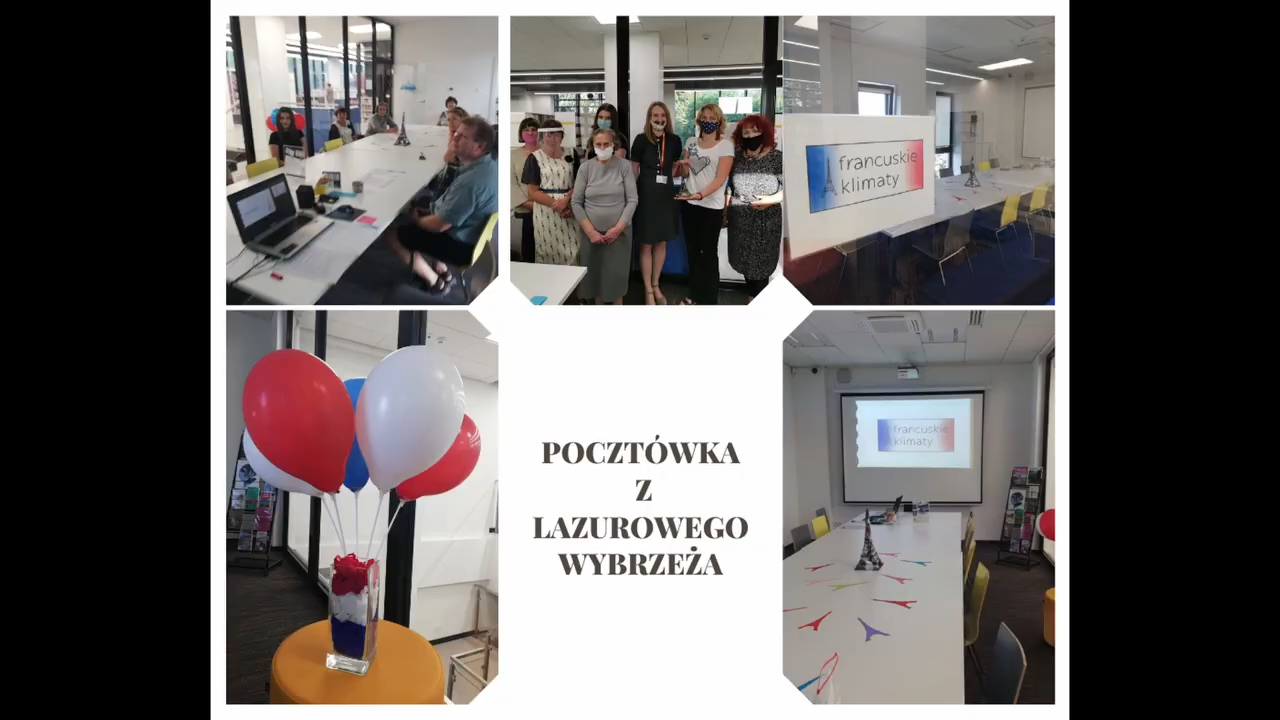 francuskie
klimaty
POCZTÓWKA
Z
LAZUROWEGO
WYBRZEŻA
francuskie
klimaty